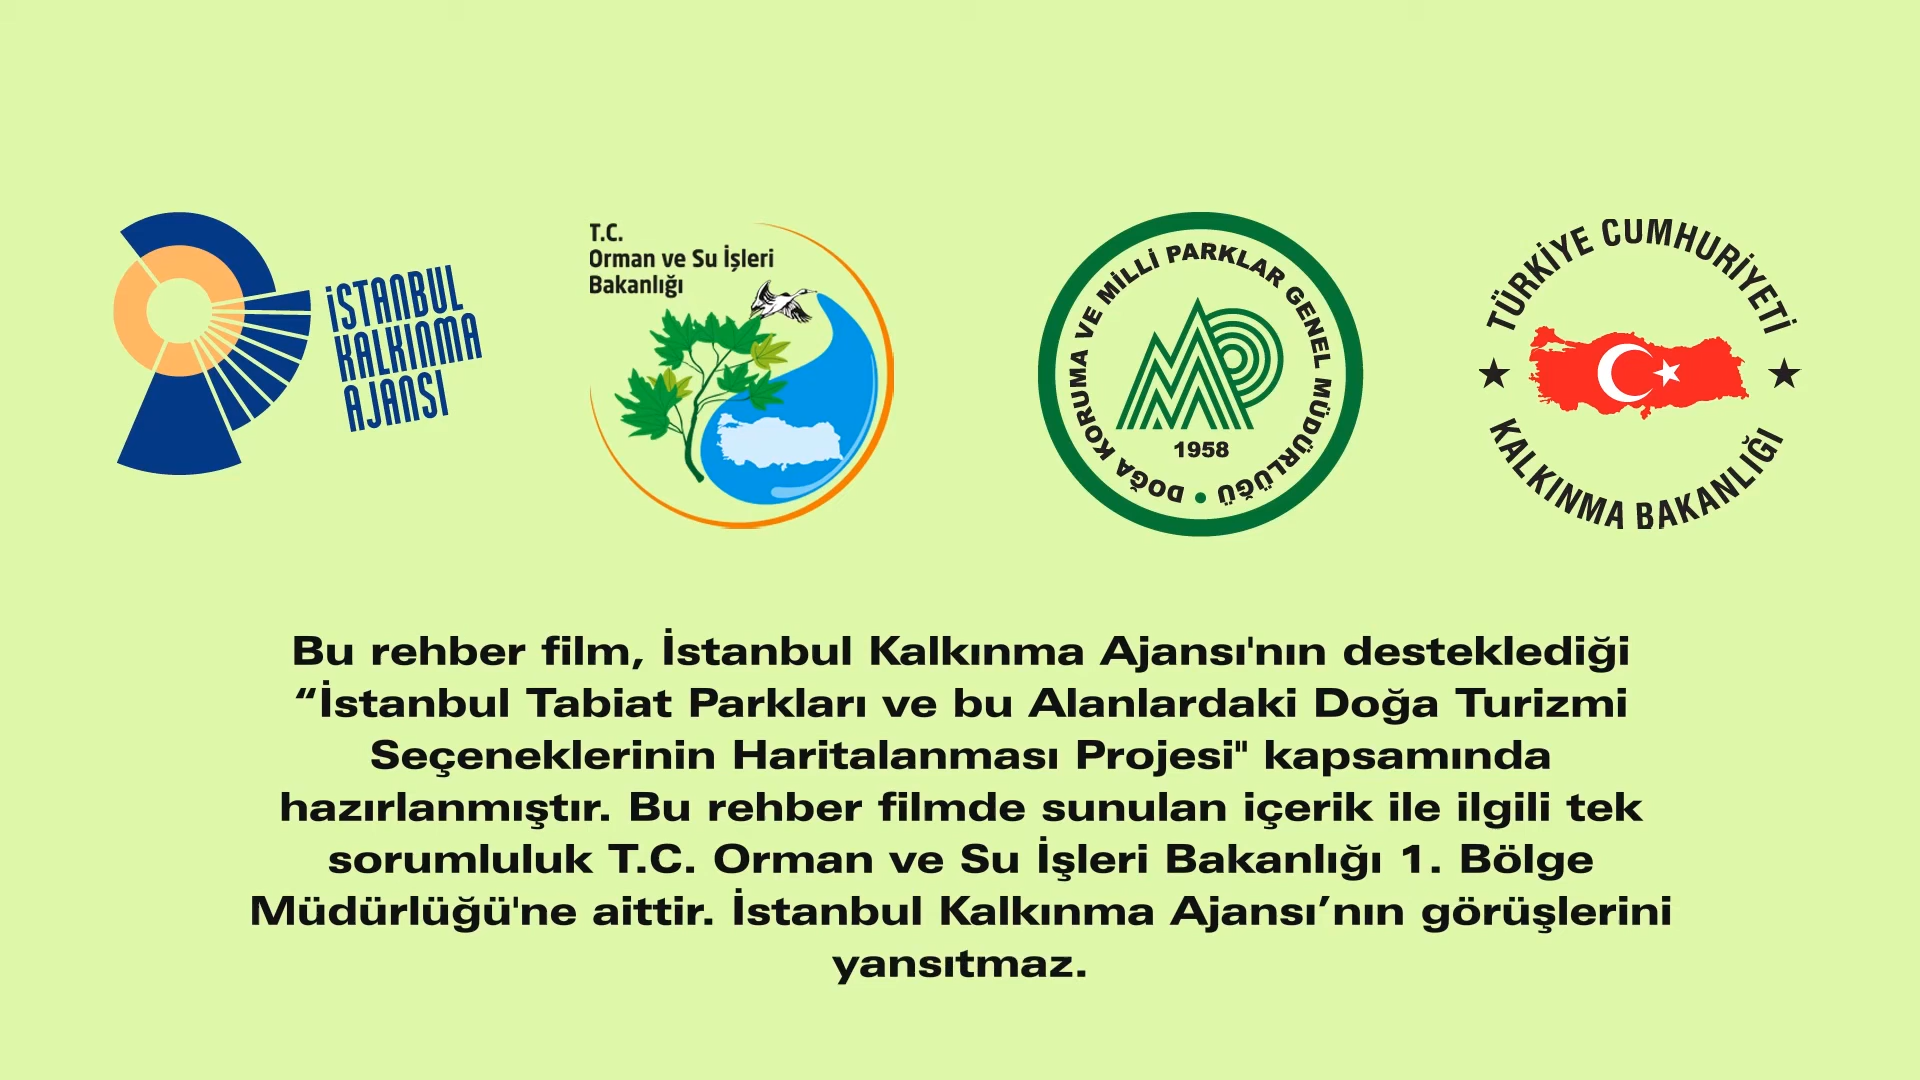 İSTANBUL
KALKINMA
AJANSI
T.C.
Orman ve Su İşleri
Bakanlığı
DOĞA KORUMA VE MİLLİ PARKLAR GENEL MÜDÜRLÜĞÜ
1958
TÜRKİYE CUMHURİYETİ
KALKINMA BAKANLIĞI
Bu rehber film, İstanbul Kalkınma Ajansı'nın desteklediği
“İstanbul Tabiat Parkları ve bu Alanlardaki Doğa Turizmi
Seçeneklerinin Haritalanması Projesi" kapsamında
hazırlanmıştır. Bu rehber filmde sunulan içerik ile ilgili tek
sorumluluk T.C. Orman ve Su İşleri Bakanlığı 1. Bölge
Müdürlüğü'ne aittir. İstanbul Kalkınma Ajansı’nın görüşlerini
yansıtmaz.